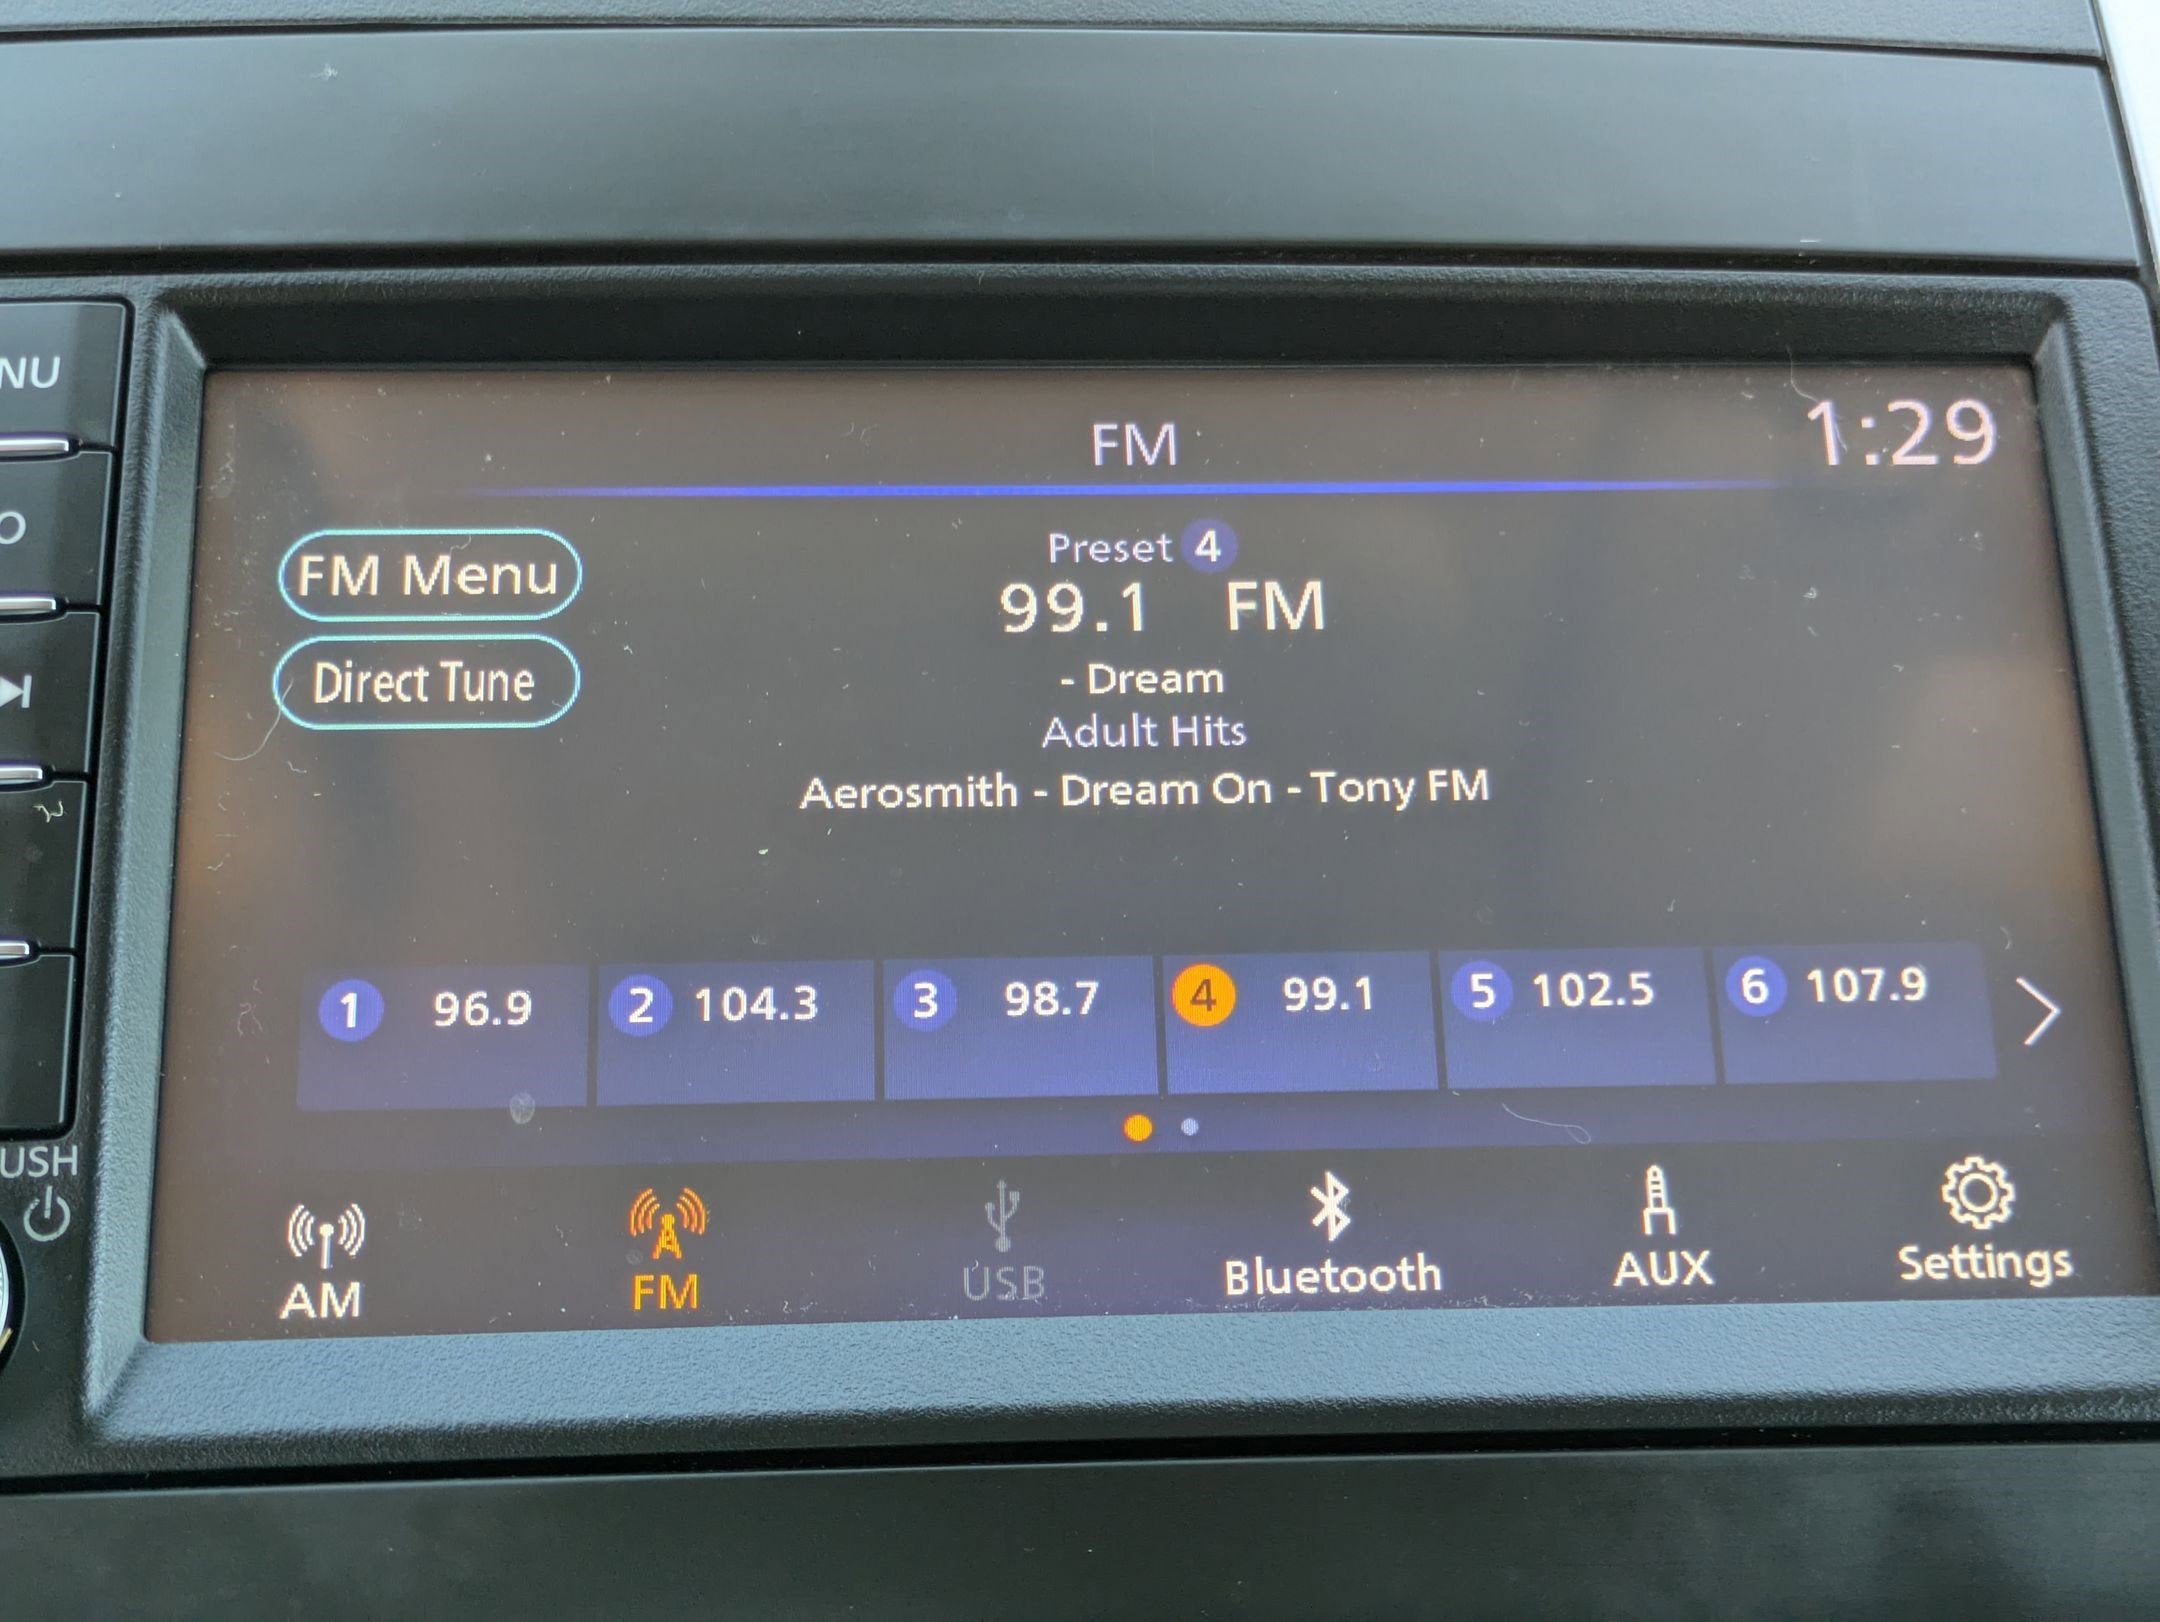 NU
FM
1:29
FM Menu
Preset 4
99.1 FM
Direct Tune
- Dream
Adult Hits
Aerosmith - Dream On - Tony FM
1 96.9
2 104.3
3 98.7
4 99.1
5 102.5
6 107.9
USH
AM
FM
USB
Bluetooth
AUX
Settings